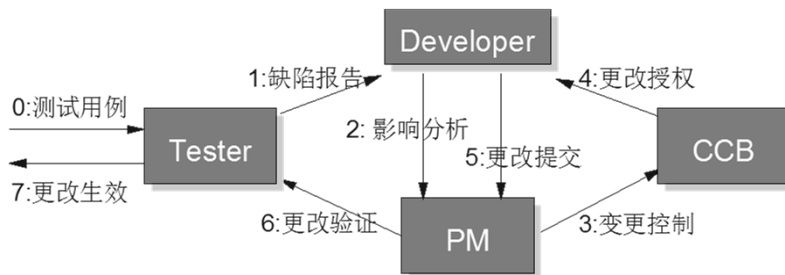 Developer
1:缺陷报告
4:更改授权
0:测试用例
Tester
2: 影响分析
CCB
5:更改提交
7:更改生效
6:更改验证
PM
3:变更控制